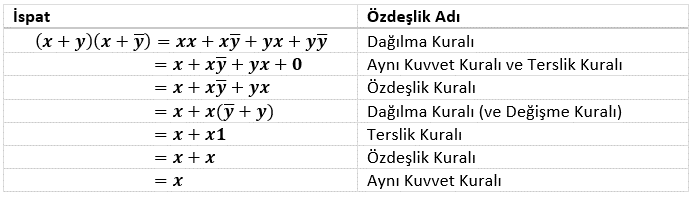 İspat Özdeşlik Adı
(x + y)(x + y̅) = xx + xy̅ + yx + yy̅ Dağılma Kuralı
= x + xy̅ + yx + 0 Aynı Kuvvet Kuralı ve Terslik Kuralı
= x + xy̅ + yx Özdeşlik Kuralı
= x + x(y̅ + y) Dağılma Kuralı (ve Değişme Kuralı)
= x + x1 Terslik Kuralı
= x + x Özdeşlik Kuralı
= x Aynı Kuvvet Kuralı